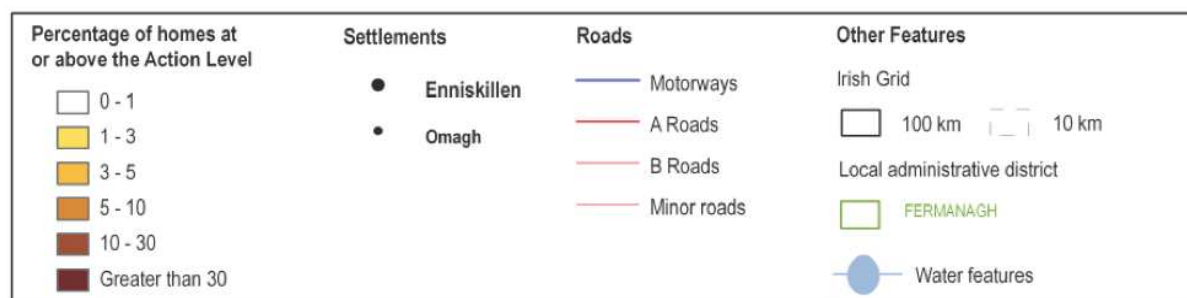 Percentage of homes at
or above the Action Level
0 - 1
1 - 3
3 - 5
5 - 10
10 - 30
Greater than 30
Settlements
Enniskillen
Omagh
Roads
Motorways
A Roads
B Roads
Minor roads
Other Features
Irish Grid
100 km 10 km
Local administrative district
FERMANAGH
Water features